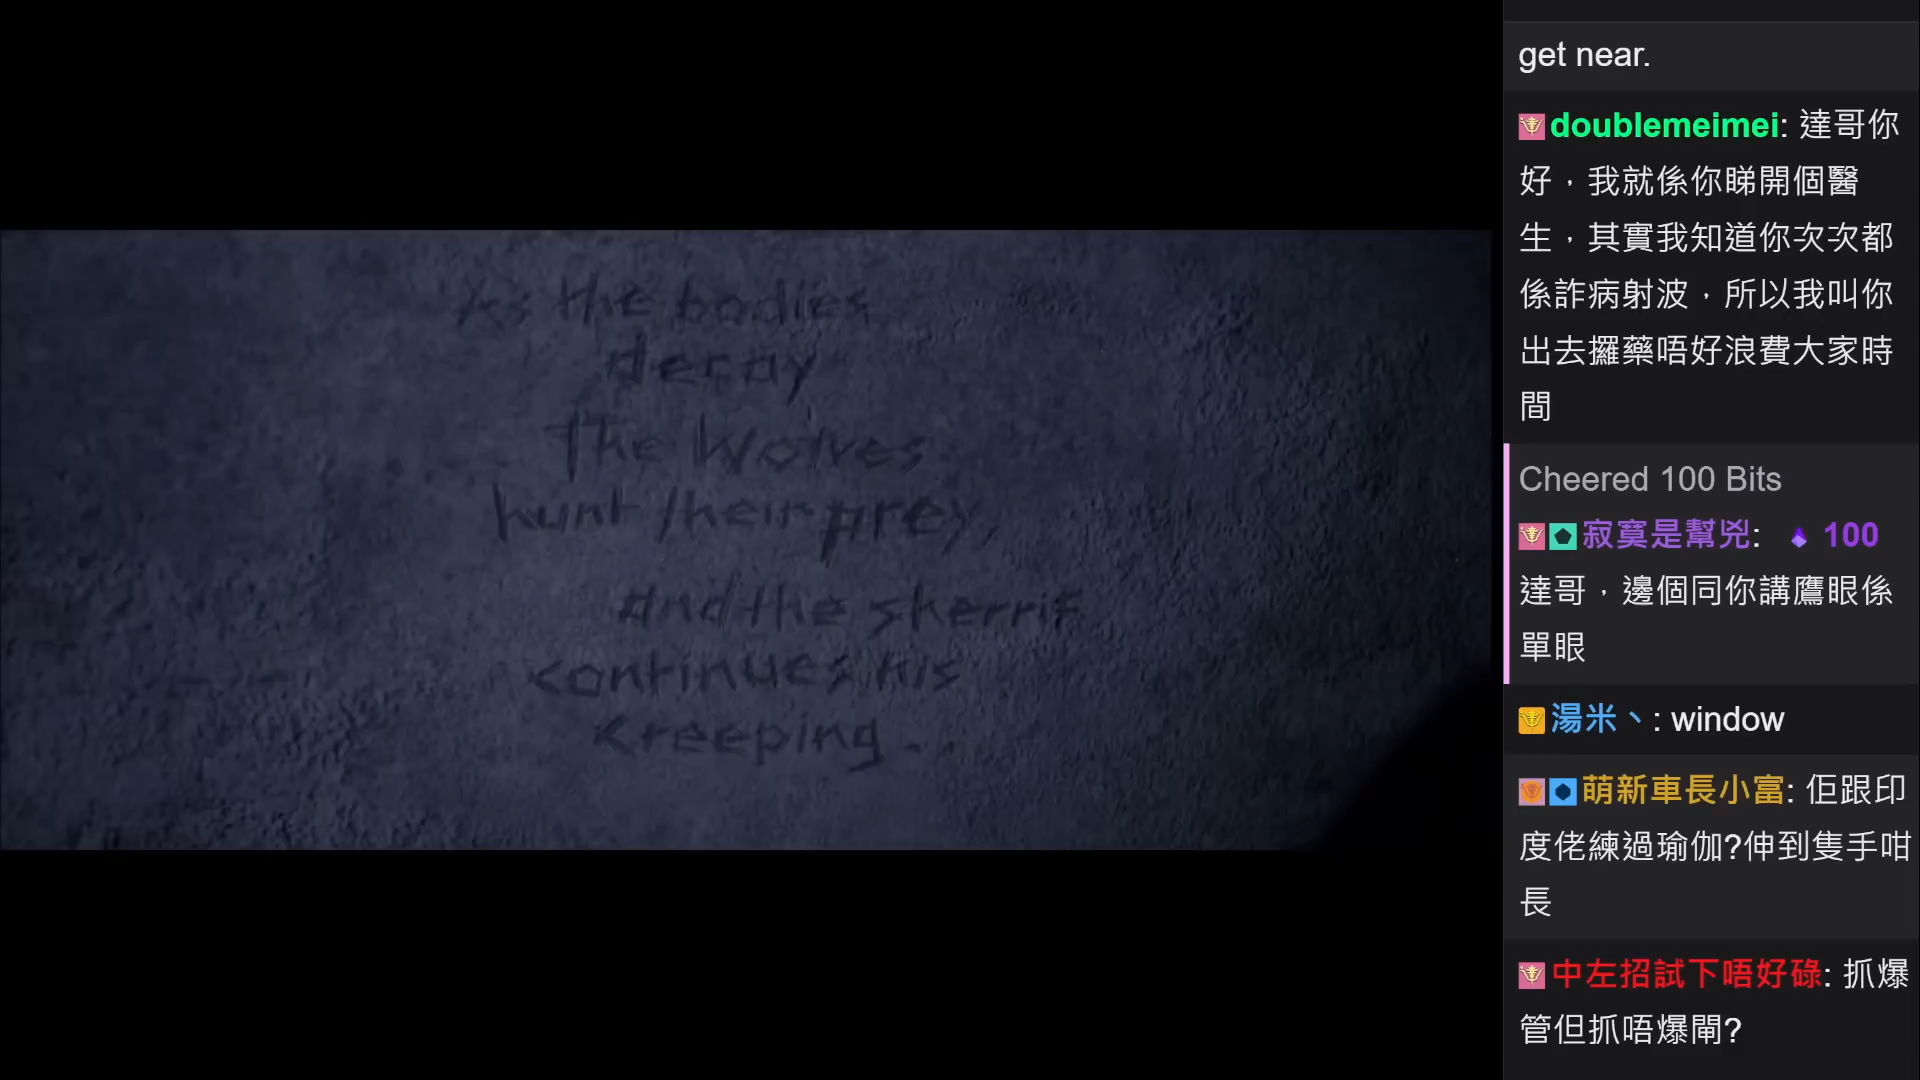 As the bodies
decay
The Wolves
hunt their prey,
and the sherrif
continues his
creeping...
get near.
doublemeimei: 達哥你
好，我就係你睇開個醫
生，其實我知道你次次都
係詐病射波，所以我叫你
出去攞藥唔好浪費大家時
間
Cheered 100 Bits
寂寞是幫兇: 100
達哥，邊個同你講鷹眼係
單眼
湯米丶: window
萌新車長小富: 佢跟印
度佬練過瑜伽?伸到隻手咁
長
中左招試下唔好碌: 抓爆
管但抓唔爆閘?